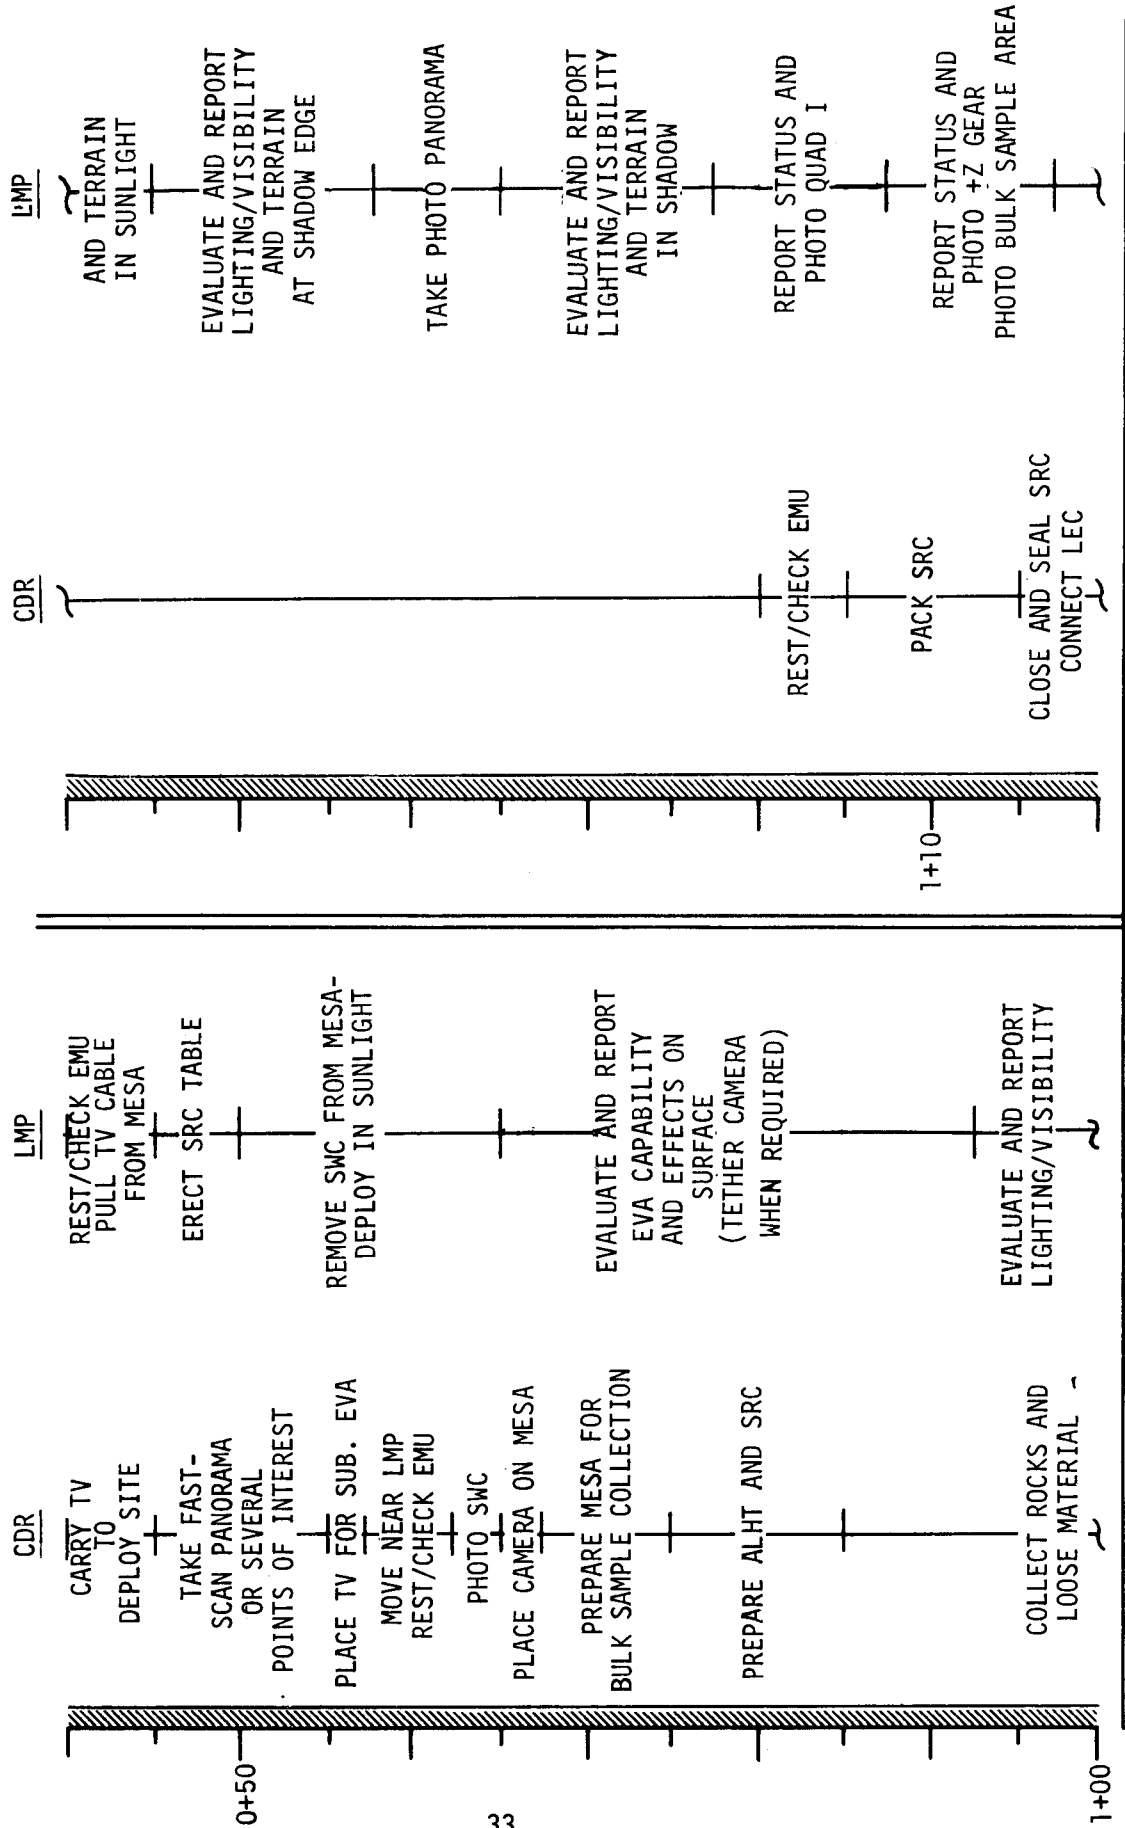 CDR
LMP
0+50
1+00
CARRY TV
TO
DEPLOY SITE
TAKE FAST-
SCAN PANORAMA
OR SEVERAL
POINTS OF INTEREST
PLACE TV FOR SUB. EVA
MOVE NEAR LMP
REST/CHECK EMU
PHOTO SWC
PLACE CAMERA ON MESA
PREPARE MESA FOR
BULK SAMPLE COLLECTION
PREPARE ALHT AND SRC
COLLECT ROCKS AND
LOOSE MATERIAL
REST/CHECK EMU
PULL TV CABLE
FROM MESA
ERECT SRC TABLE
REMOVE SWC FROM MESA-
DEPLOY IN SUNLIGHT
EVALUATE AND REPORT
EVA CAPABILITY
AND EFFECTS ON
SURFACE
(TETHER CAMERA
WHEN REQUIRED)
EVALUATE AND REPORT
LIGHTING/VISIBILITY
CDR
LMP
1+10
REST/CHECK EMU
PACK SRC
CLOSE AND SEAL SRC
CONNECT LEC
AND TERRAIN
IN SUNLIGHT
EVALUATE AND REPORT
LIGHTING/VISIBILITY
AND TERRAIN
AT SHADOW EDGE
TAKE PHOTO PANORAMA
EVALUATE AND REPORT
LIGHTING/VISIBILITY
AND TERRAIN
IN SHADOW
REPORT STATUS AND
PHOTO QUAD I
REPORT STATUS AND
PHOTO +Z GEAR
PHOTO BULK SAMPLE AREA
33